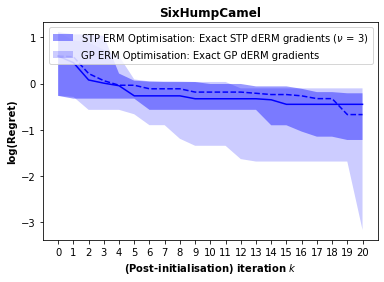 SixHumpCamel
STP ERM Optimisation: Exact STP dERM gradients (ν = 3)
GP ERM Optimisation: Exact GP dERM gradients
1
0
−1
−2
−3
log(Regret)
0 1 2 3 4 5 6 7 8 9 10 11 12 13 14 15 16 17 18 19 20
(Post-initialisation) iteration k